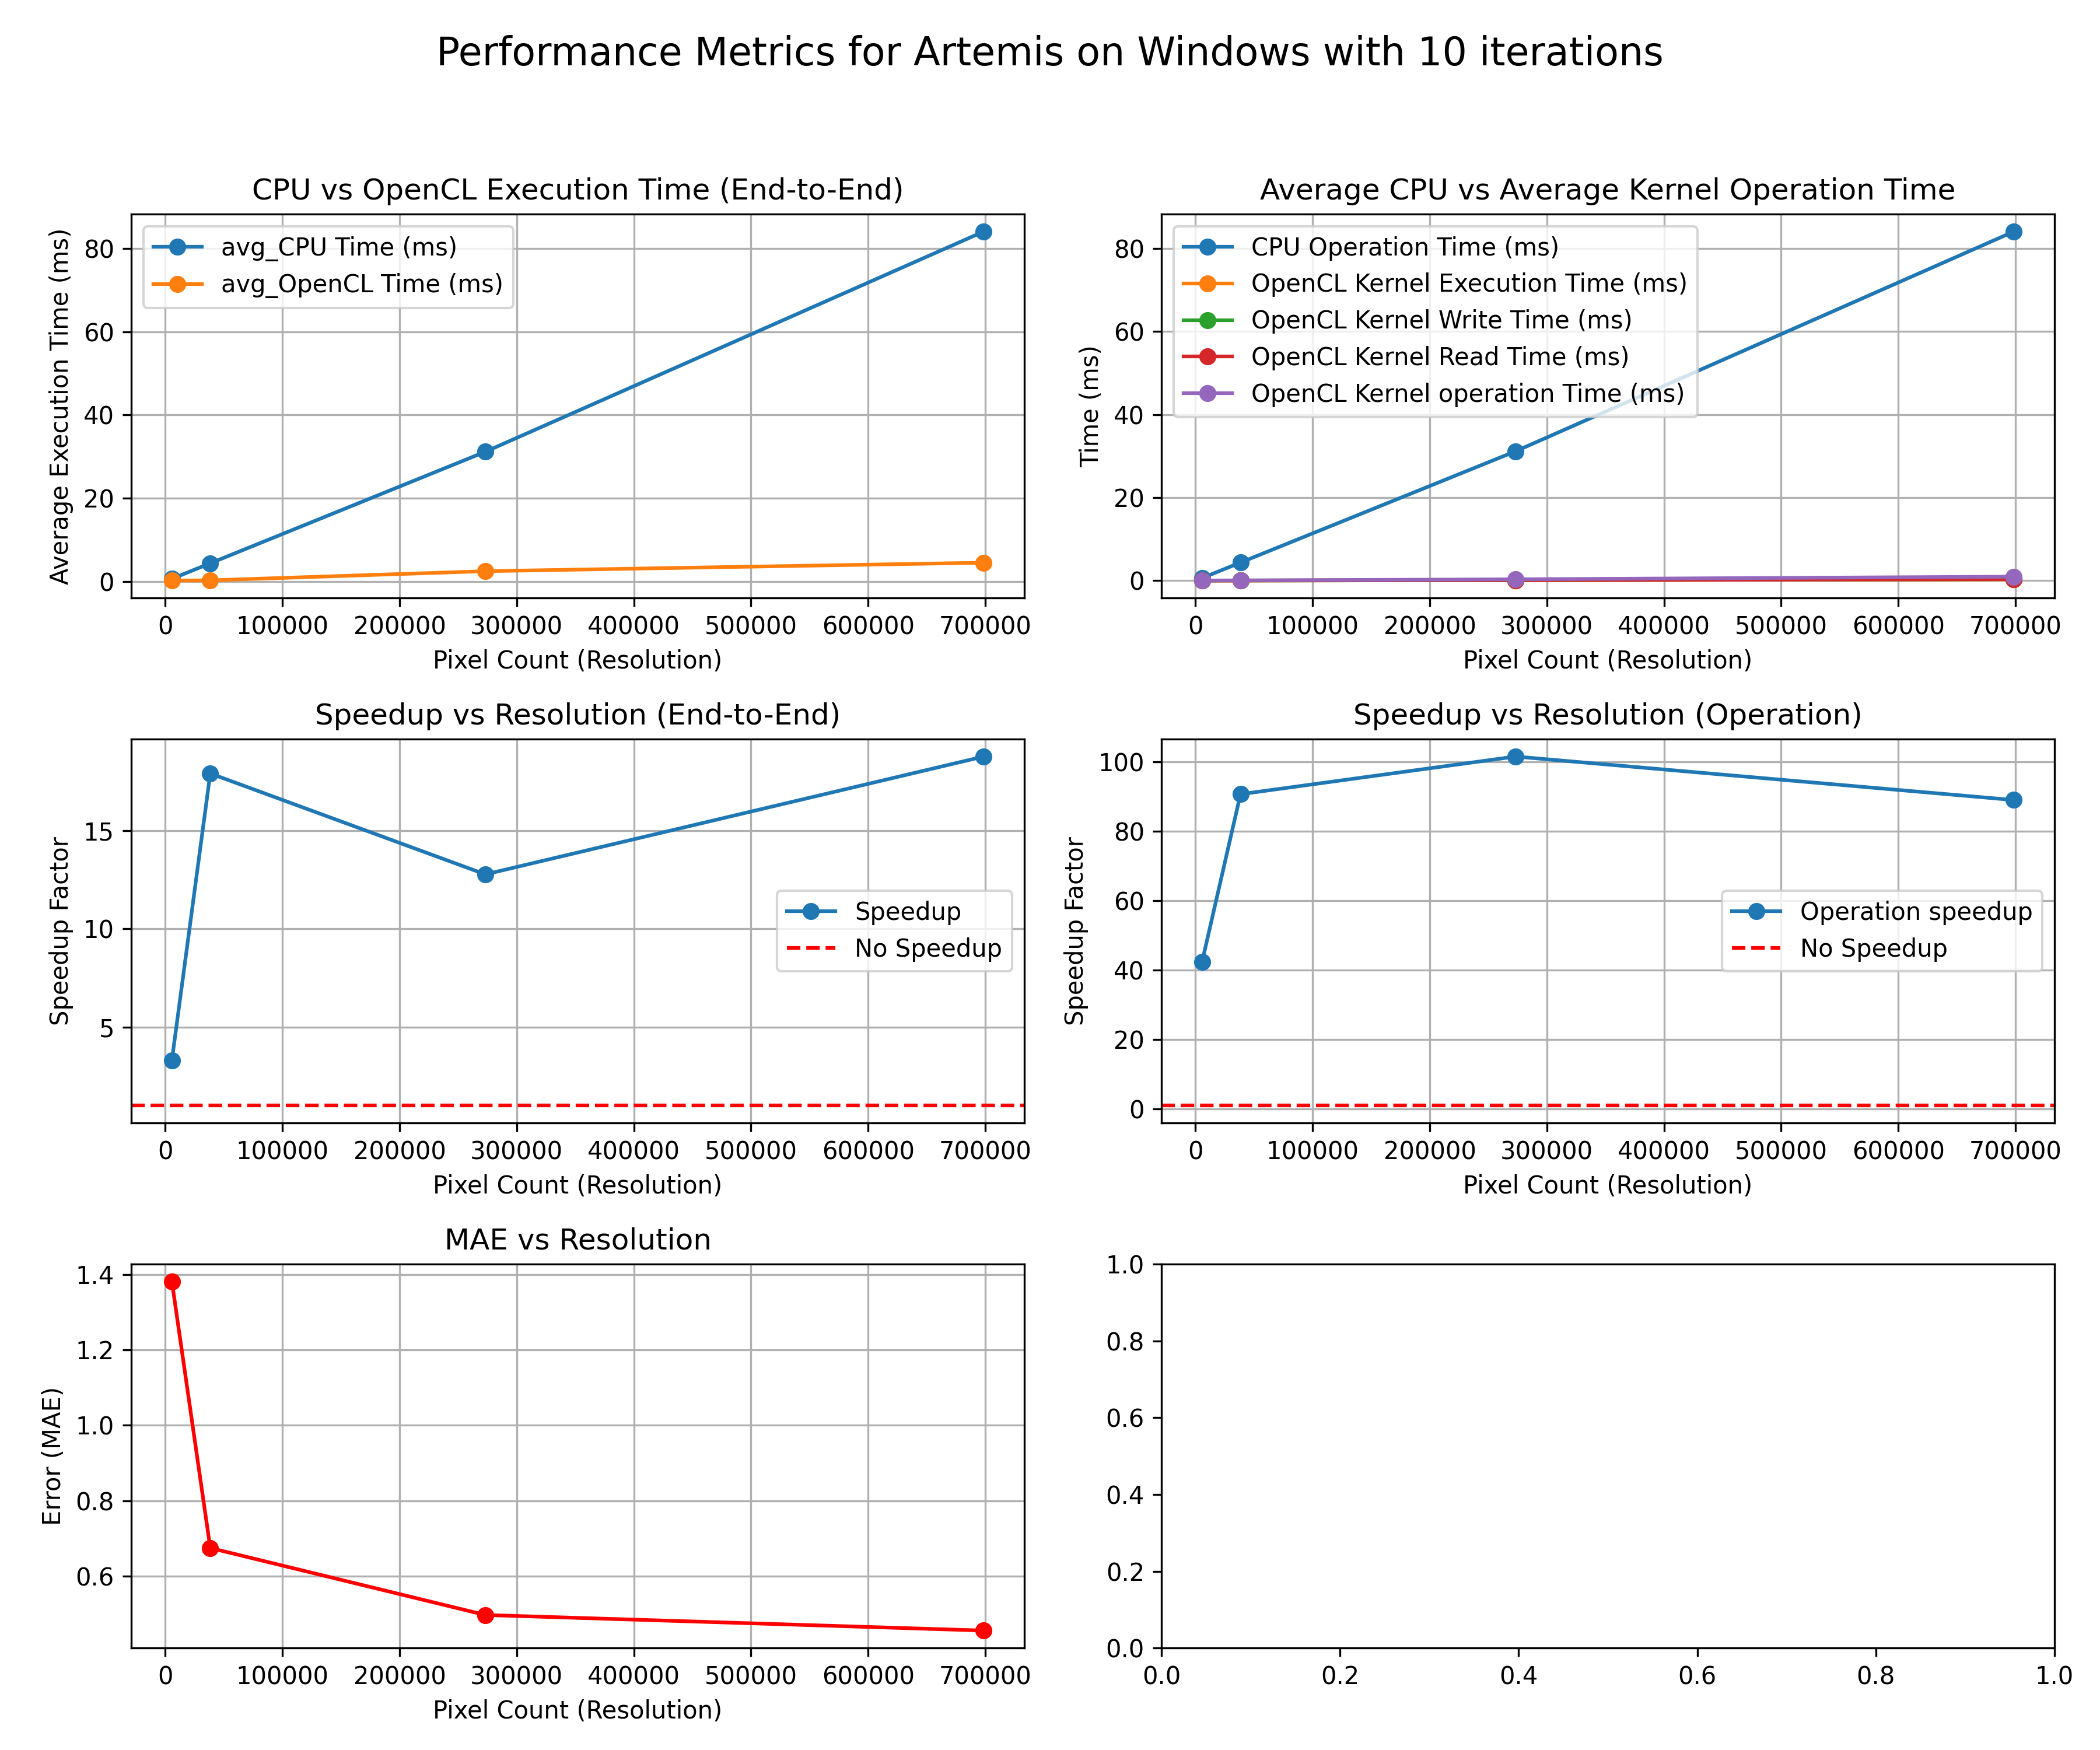 Performance Metrics for Artemis on Windows with 10 iterations
CPU vs OpenCL Execution Time (End-to-End)
Average Execution Time (ms)
80
60
40
20
0
avg_CPU Time (ms)
avg_OpenCL Time (ms)
0 100000 200000 300000 400000 500000 600000 700000
Pixel Count (Resolution)
Average CPU vs Average Kernel Operation Time
Time (ms)
80
60
40
20
0
CPU Operation Time (ms)
OpenCL Kernel Execution Time (ms)
OpenCL Kernel Write Time (ms)
OpenCL Kernel Read Time (ms)
OpenCL Kernel operation Time (ms)
0 100000 200000 300000 400000 500000 600000 700000
Pixel Count (Resolution)
Speedup vs Resolution (End-to-End)
Speedup Factor
15
10
5
Speedup
No Speedup
0 100000 200000 300000 400000 500000 600000 700000
Pixel Count (Resolution)
Speedup vs Resolution (Operation)
Speedup Factor
100
80
60
40
20
0
Operation speedup
No Speedup
0 100000 200000 300000 400000 500000 600000 700000
Pixel Count (Resolution)
MAE vs Resolution
Error (MAE)
1.4
1.2
1.0
0.8
0.6
0 100000 200000 300000 400000 500000 600000 700000
Pixel Count (Resolution)
1.0
0.8
0.6
0.4
0.2
0.0
0.0 0.2 0.4 0.6 0.8 1.0